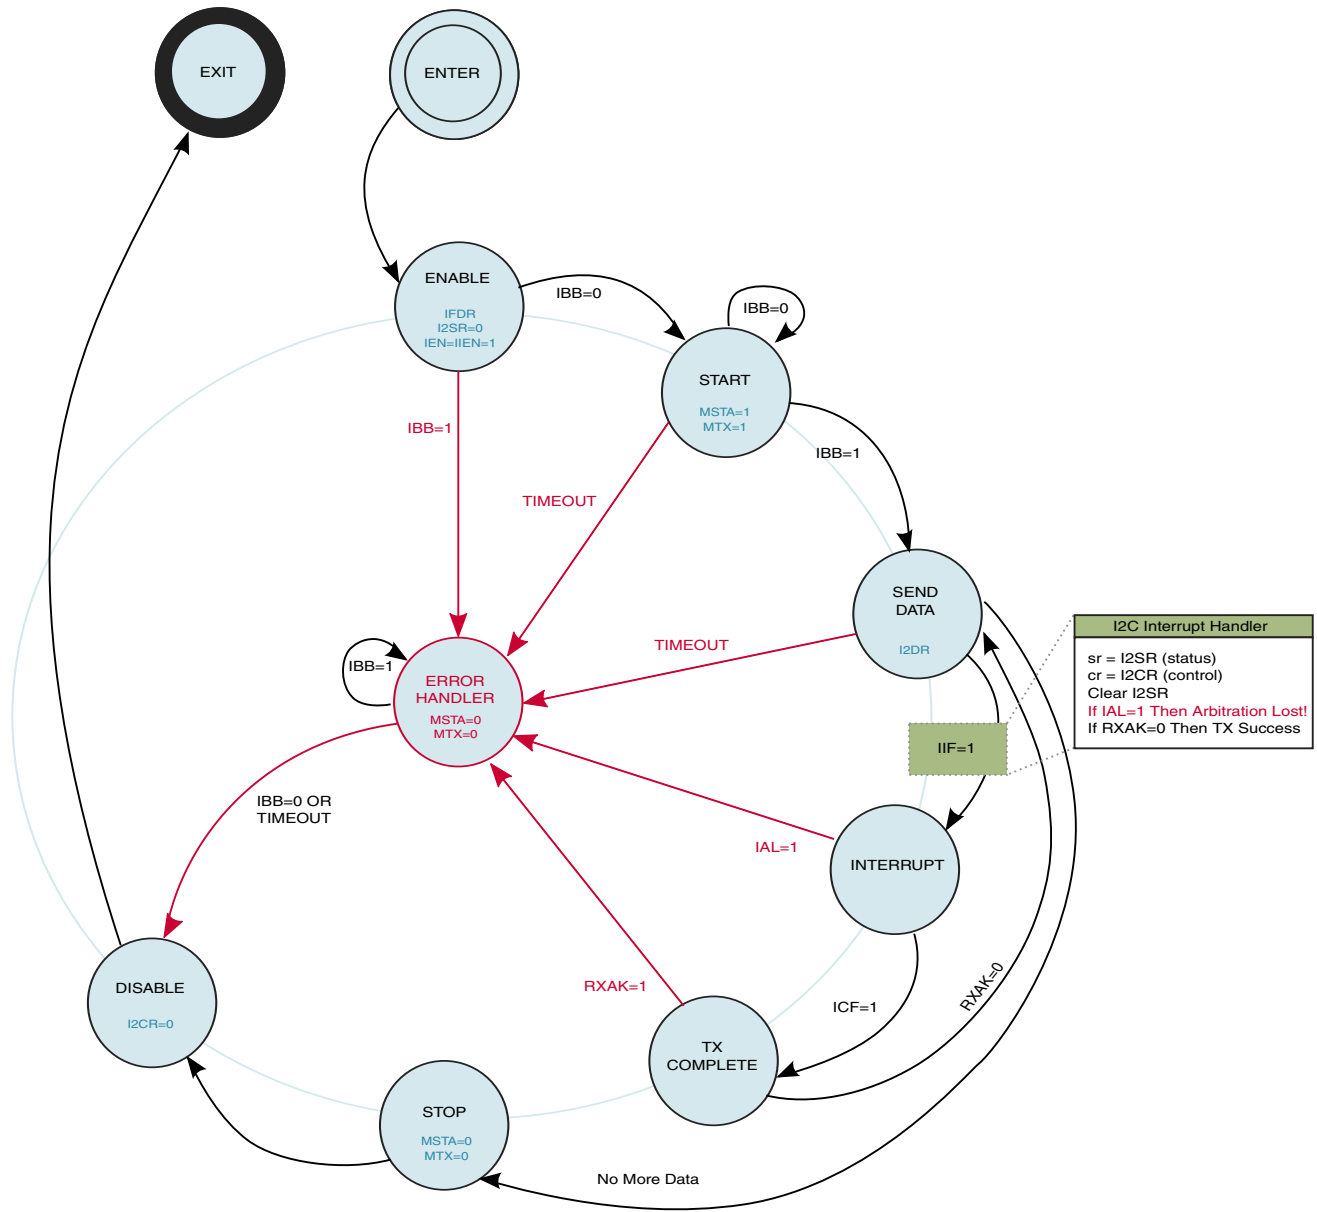 EXIT
ENTER
ENABLE
IFDR
I2SR=0
IEN=IIEN=1
IBB=0
IBB=0
START
MSTA=1
MTX=1
IBB=1
IBB=1
TIMEOUT
SEND
DATA
I2DR
TIMEOUT
I2C Interrupt Handler
sr = I2SR (status)
cr = I2CR (control)
Clear I2SR
If IAL=1 Then Arbitration Lost!
If RXAK=0 Then TX Success
IBB=1
ERROR
HANDLER
MSTA=0
MTX=0
IIF=1
IBB=0 OR
TIMEOUT
IAL=1
INTERRUPT
RXAK=1
RXAK=0
ICF=1
DISABLE
I2CR=0
TX
COMPLETE
STOP
MSTA=0
MTX=0
No More Data